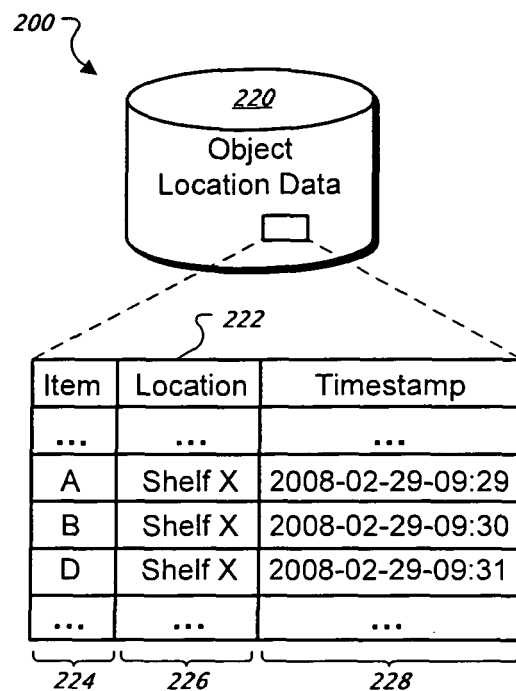 200
220
Object
Location Data
222
Item Location Timestamp
... ... ...
A Shelf X 2008-02-29-09:29
B Shelf X 2008-02-29-09:30
D Shelf X 2008-02-29-09:31
... ... ...
224 226 228